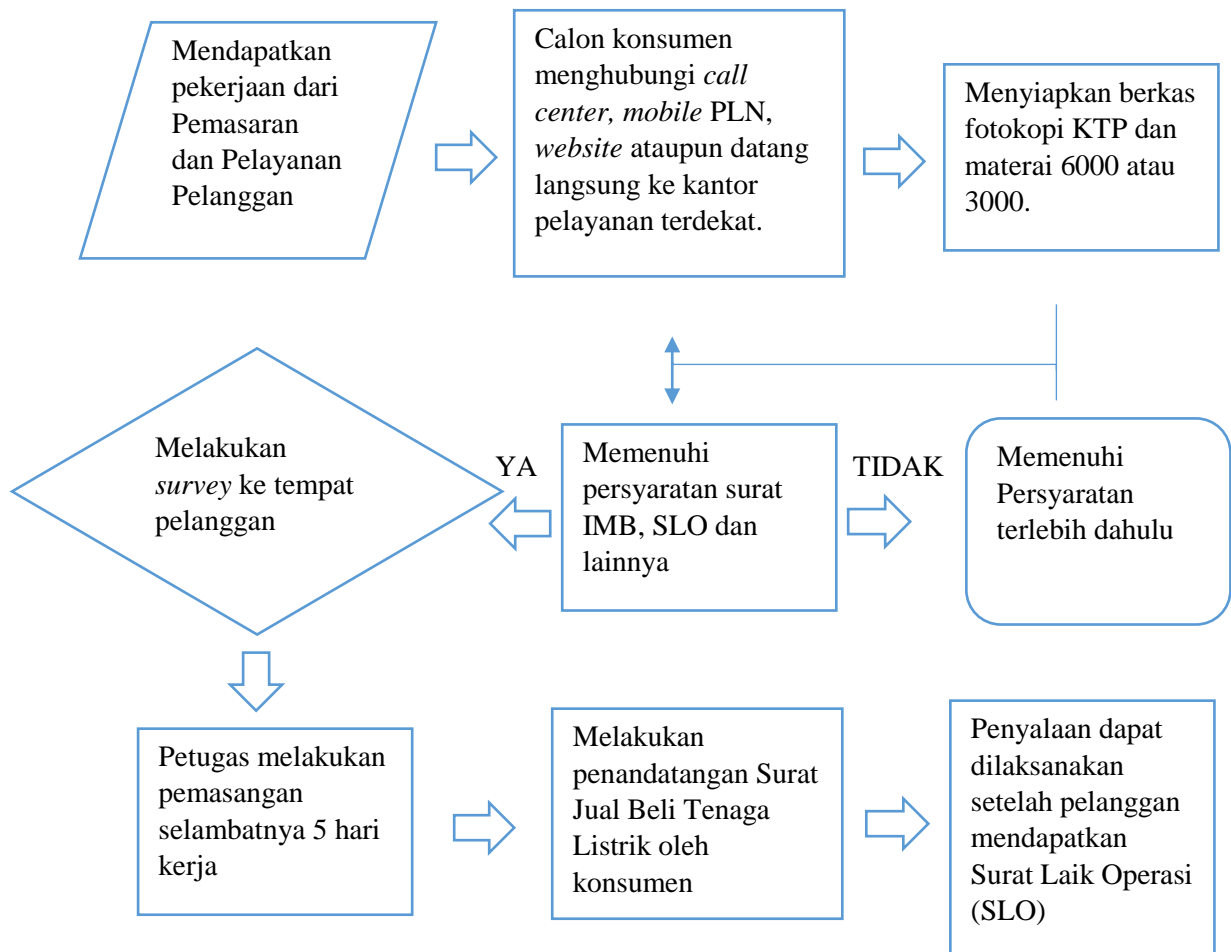 Mendapatkan
pekerjaan dari
Pemasaran
dan Pelayanan
Pelanggan
Calon konsumen
menghubungi call
center, mobile PLN,
website ataupun datang
langsung ke kantor
pelayanan terdekat.
Menyiapkan berkas
fotokopi KTP dan
materai 6000 atau
3000.
Melakukan
survey ke tempat
pelanggan
YA
Memenuhi
persyaratan surat
IMB, SLO dan
lainnya
TIDAK
Memenuhi
Persyaratan
terlebih dahulu
Petugas melakukan
pemasangan
selambatnya 5 hari
kerja
Melakukan
penandatangan Surat
Jual Beli Tenaga
Listrik oleh
konsumen
Penyalaan dapat
dilaksanakan
setelah pelanggan
mendapatkan
Surat Laik Operasi
(SLO)